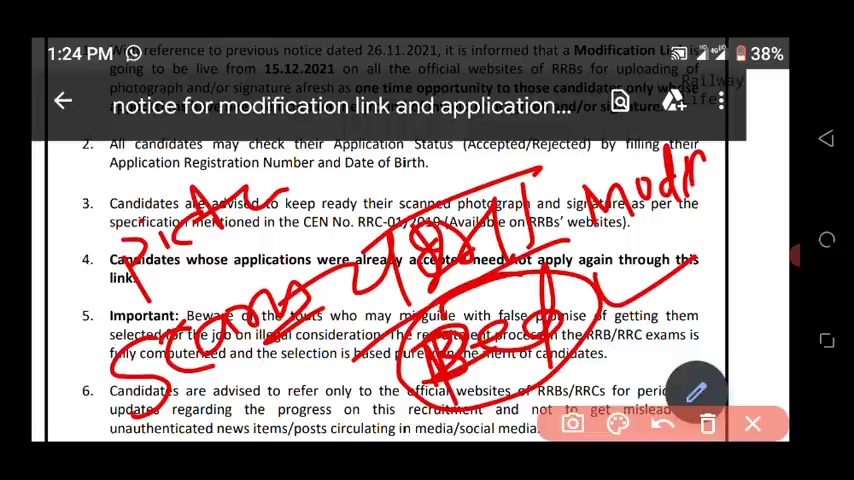 1:24 PM
38%
notice for modification link and application...
Railway
Life
With reference to previous notice dated 26.11.2021, it is informed that a Modification
going to be live from 15.12.2021 on all the official websites of RRBs for uploading of
photograph and/or signature afresh as one time opportunity to those candidates only whose
2. All candidates may check their Application Status (Accepted/Rejected) by filling their
Application Registration Number and Date of Birth.
3. Candidates are advised to keep ready their scanned photograph and signature as per the
specification mentioned in the CEN No. RRC-01/2019 (Available on RRBs' websites).
4. Candidates whose applications were already accepted need not apply again through this
link.
5. Important: Beware of the touts who may misguide with false promise of getting them
selected for the job on illegal consideration. The recruitment process in the RRB/RRC exams is
fully computerized and the selection is based purely on the merit of candidates.
6. Candidates are advised to refer only to the official websites of RRBs/RRCs for
updates regarding the progress on this recruitment and not to get
unauthenticated news items/posts circulating in media/social media.